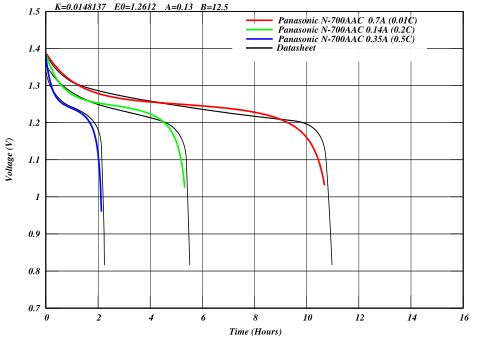 K=0.0148137 E0=1.2612 A=0.13 B=12.5
1.5
Panasonic N-700AAC 0.7A (0.01C)
Panasonic N-700AAC 0.14A (0.2C)
Panasonic N-700AAC 0.35A (0.5C)
Datasheet
1.4
1.3
1.2
1.1
1
0.9
0.8
0.7
Voltage (V)
0 2 4 6 8 10 12 14 16
Time (Hours)